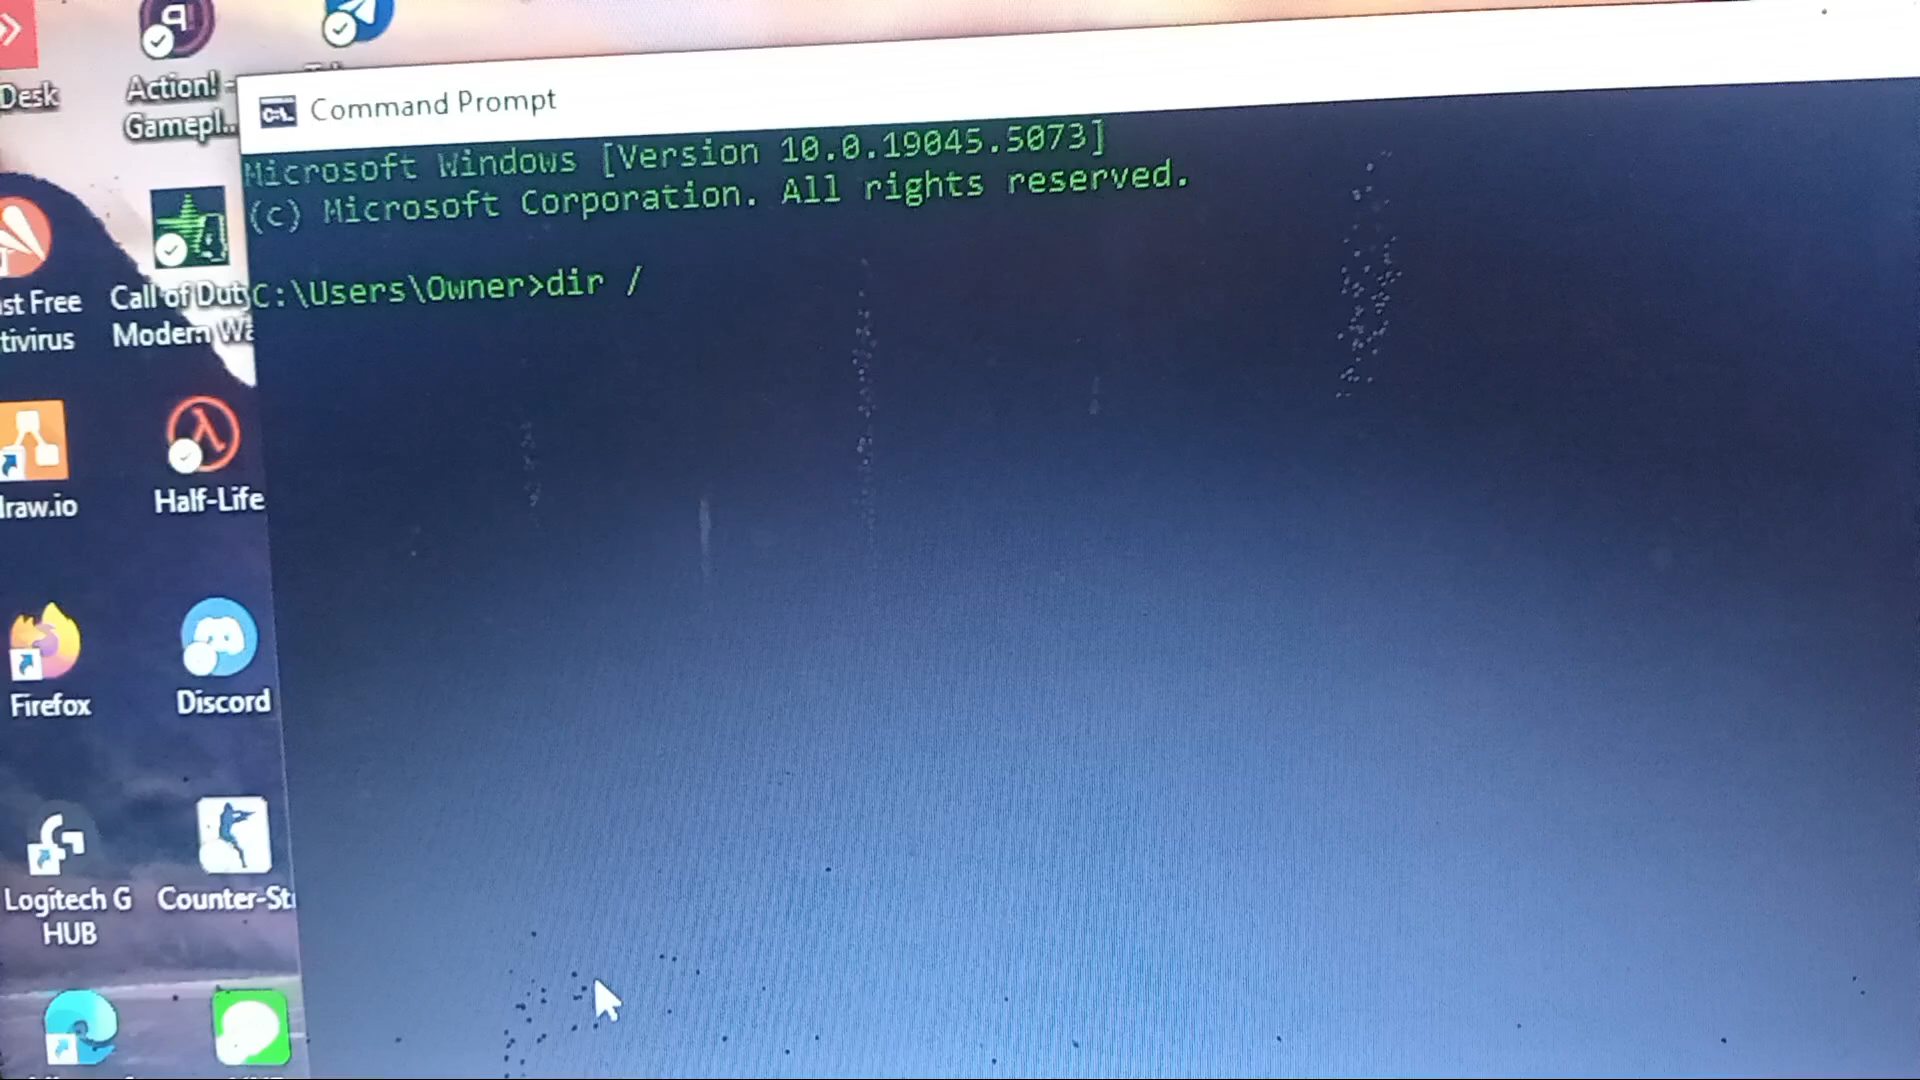 Desk
Action! -
Gamepl...
Command Prompt
Microsoft Windows [Version 10.0.19045.5073]
(c) Microsoft Corporation. All rights reserved.
C:\Users\Owner>dir /
st Free
tivirus
Call of Dut
Modern Wa
raw.io
Half-Life
Firefox
Discord
Logitech G
HUB
Counter-St